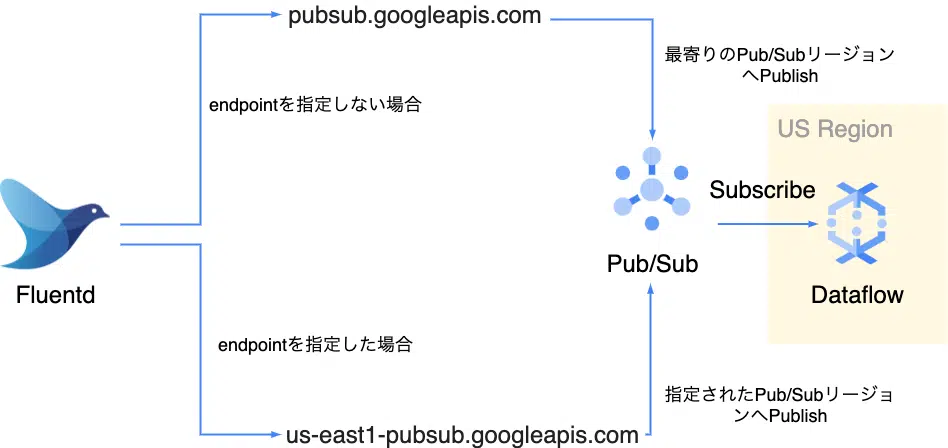 pubsub.googleapis.com
最寄りのPub/Subリージョン
へPublish
endpointを指定しない場合
US Region
Subscribe
Pub/Sub
Fluentd
Dataflow
endpointを指定した場合
指定されたPub/Subリージョ
ンへPublish
us-east1-pubsub.googleapis.com